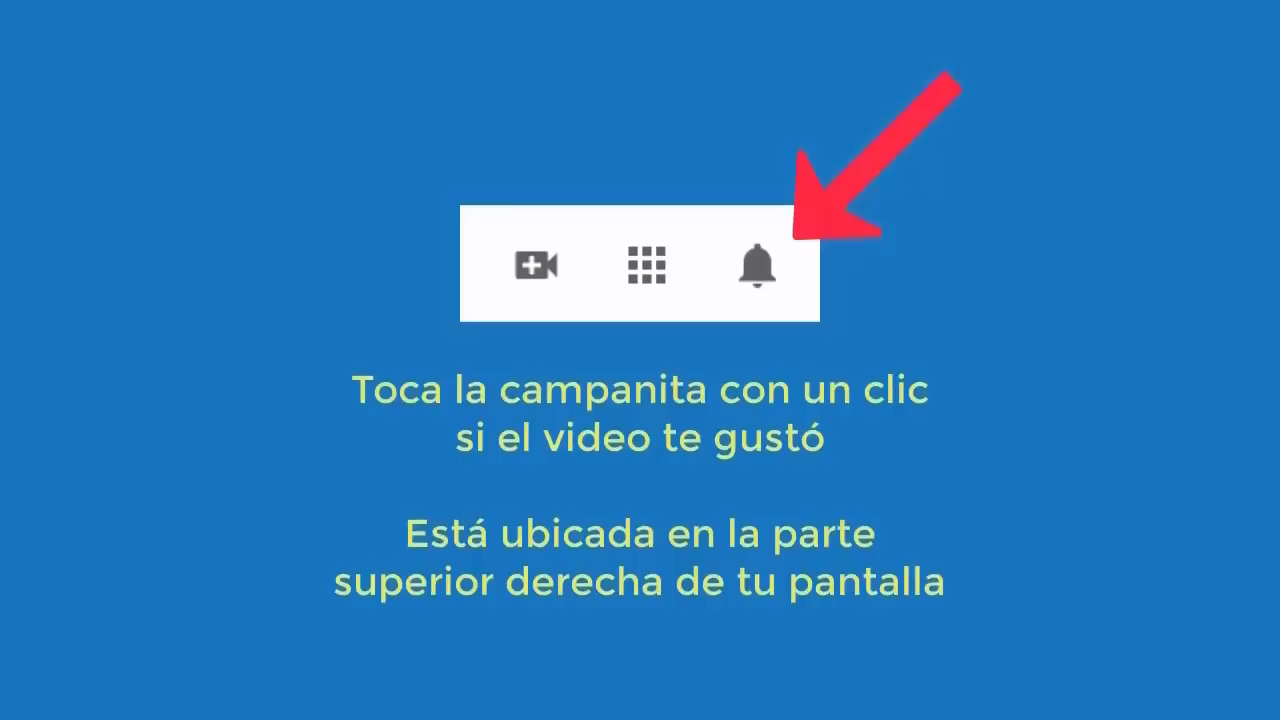 Toca la campanita con un clic
si el video te gustó
Está ubicada en la parte
superior derecha de tu pantalla